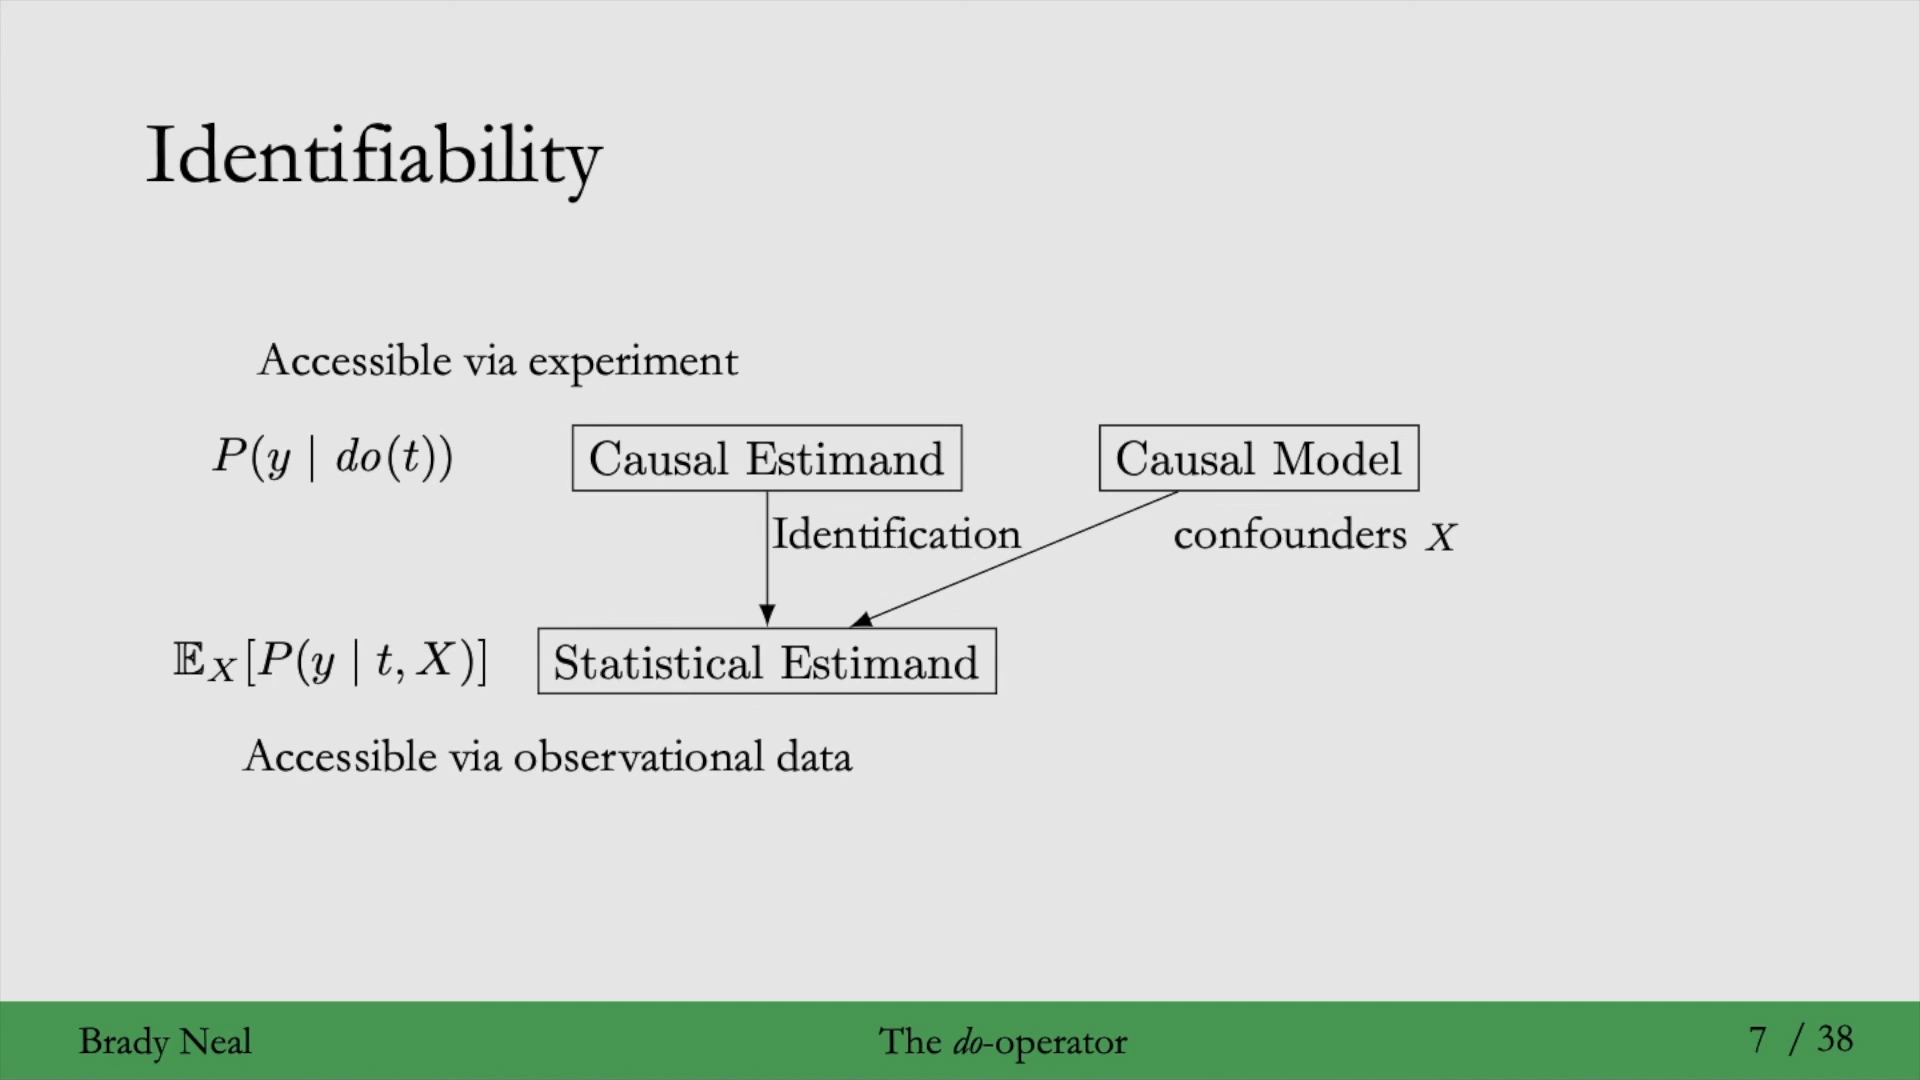 Identifiability
Accessible via experiment
P(y | do(t))
Causal Estimand
Causal Model
Identification
confounders X
𝔼_X[P(y | t, X)]
Statistical Estimand
Accessible via observational data
Brady Neal
The do-operator
7 / 38